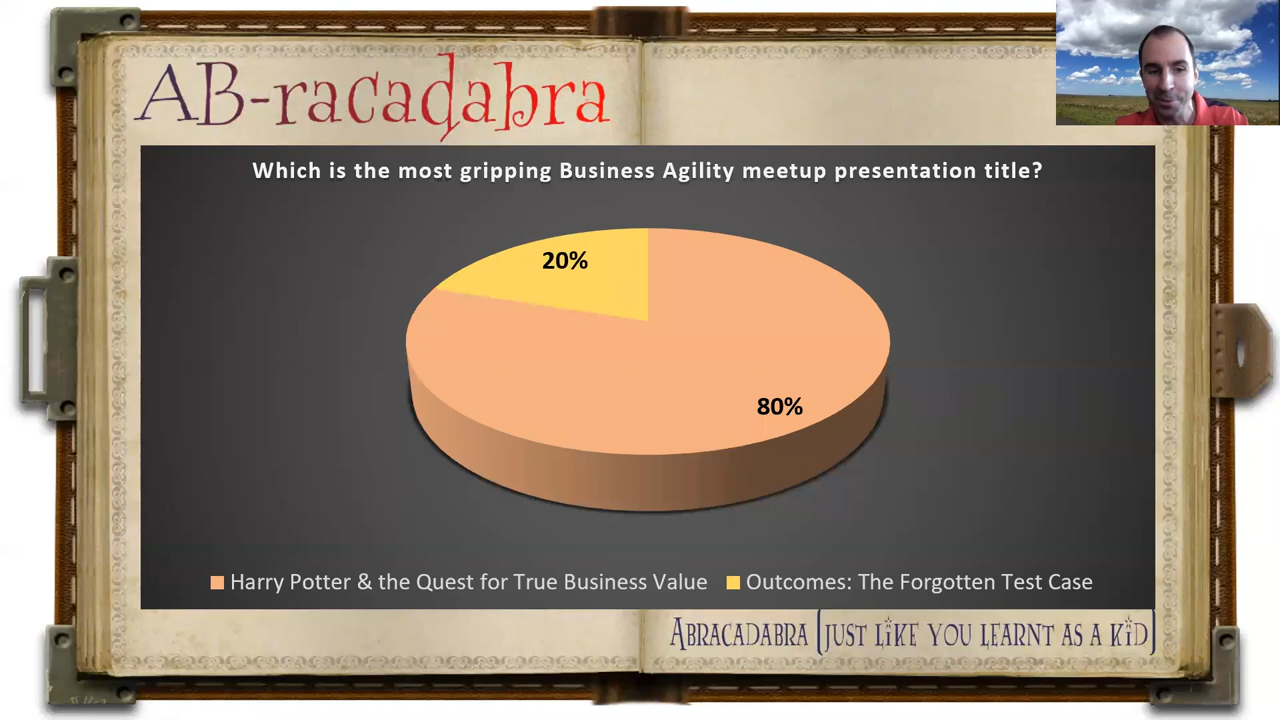 AB-racadabra
Which is the most gripping Business Agility meetup presentation title?
20%
80%
Harry Potter & the Quest for True Business Value
Outcomes: The Forgotten Test Case
Abracadabra (just like you learnt as a kid)